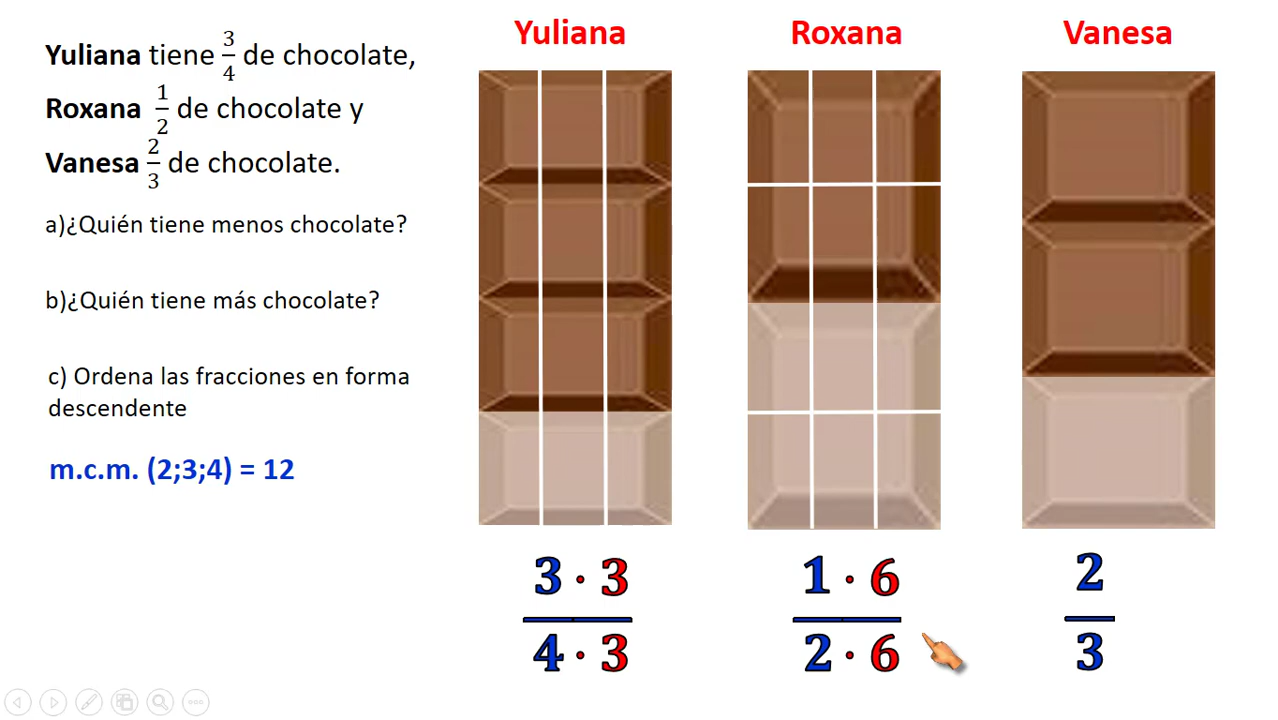 Yuliana tiene 3/4 de chocolate,
Roxana 1/2 de chocolate y
Vanesa 2/3 de chocolate.
a)¿Quién tiene menos chocolate?
b)¿Quién tiene más chocolate?
c) Ordena las fracciones en forma
descendente
m.c.m. (2;3;4) = 12
Yuliana
Roxana
Vanesa
3 · 3
4 · 3
1 · 6
2 · 6
2
3